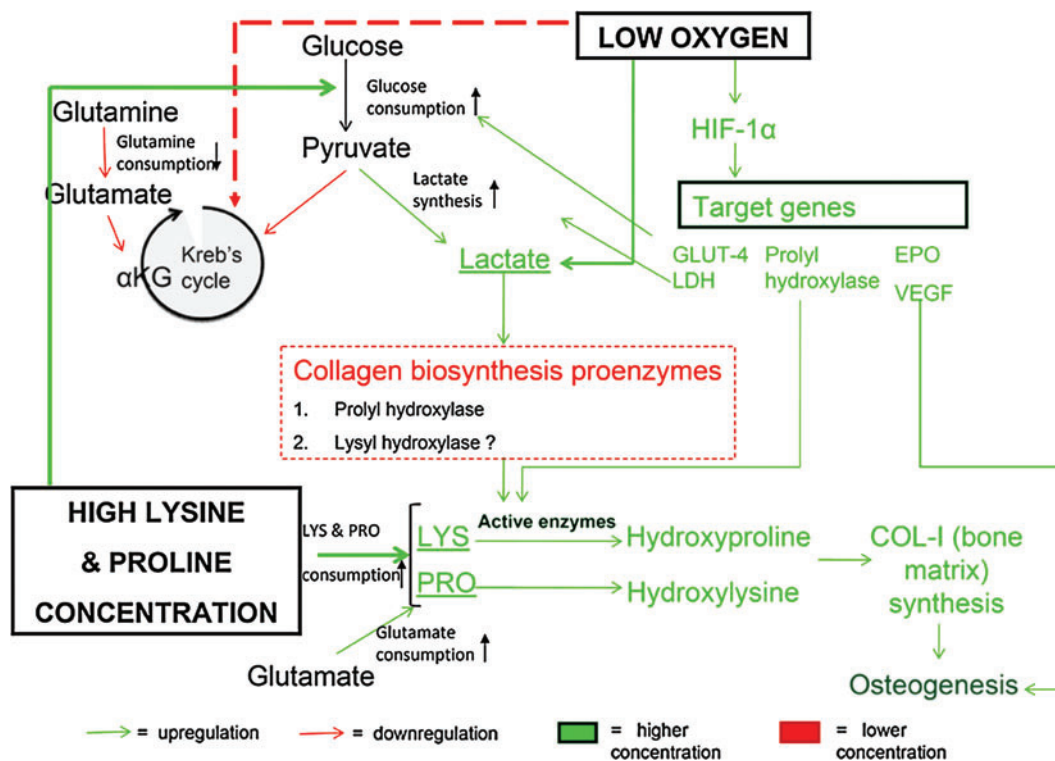 LOW OXYGEN
Glucose
Glucose
consumption
Glutamine
Glutamine
consumption
HIF-1α
Pyruvate
Glutamate
Lactate
synthesis
Target genes
Kreb's
cycle
αKG
Lactate
GLUT-4
LDH
Prolyl
hydroxylase
EPO
VEGF
Collagen biosynthesis proenzymes
1. Prolyl hydroxylase
2. Lysyl hydroxylase ?
HIGH LYSINE
& PROLINE
CONCENTRATION
LYS & PRO
consumption
LYS
Active enzymes
Hydroxyproline
PRO
Hydroxylysine
COL-I (bone
matrix)
synthesis
Glutamate
consumption
Glutamate
Osteogenesis
= upregulation
= downregulation
= higher
concentration
= lower
concentration